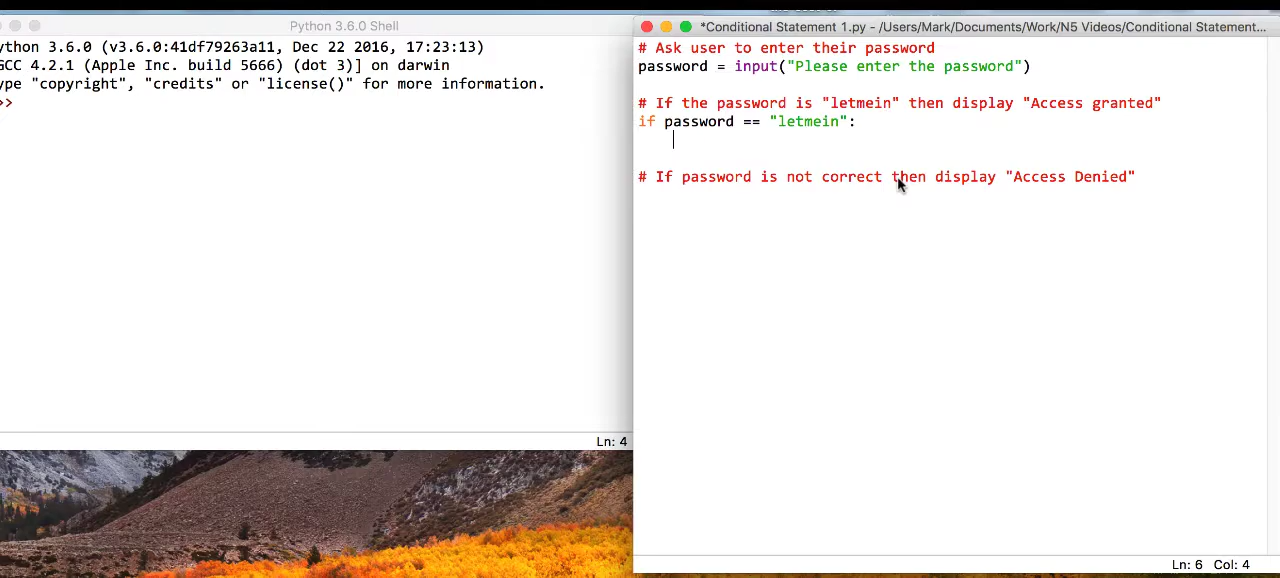 Python 3.6.0 Shell
ython 3.6.0 (v3.6.0:41df79263a11, Dec 22 2016, 17:23:13)
GCC 4.2.1 (Apple Inc. build 5666) (dot 3)] on darwin
ype "copyright", "credits" or "license()" for more information.
>>
Ln: 4
*Conditional Statement 1.py - /Users/Mark/Documents/Work/N5 Videos/Conditional Statement...
# Ask user to enter their password
password = input("Please enter the password")
# If the password is "letmein" then display "Access granted"
if password == "letmein":
# If password is not correct then display "Access Denied"
Ln: 6 Col: 4